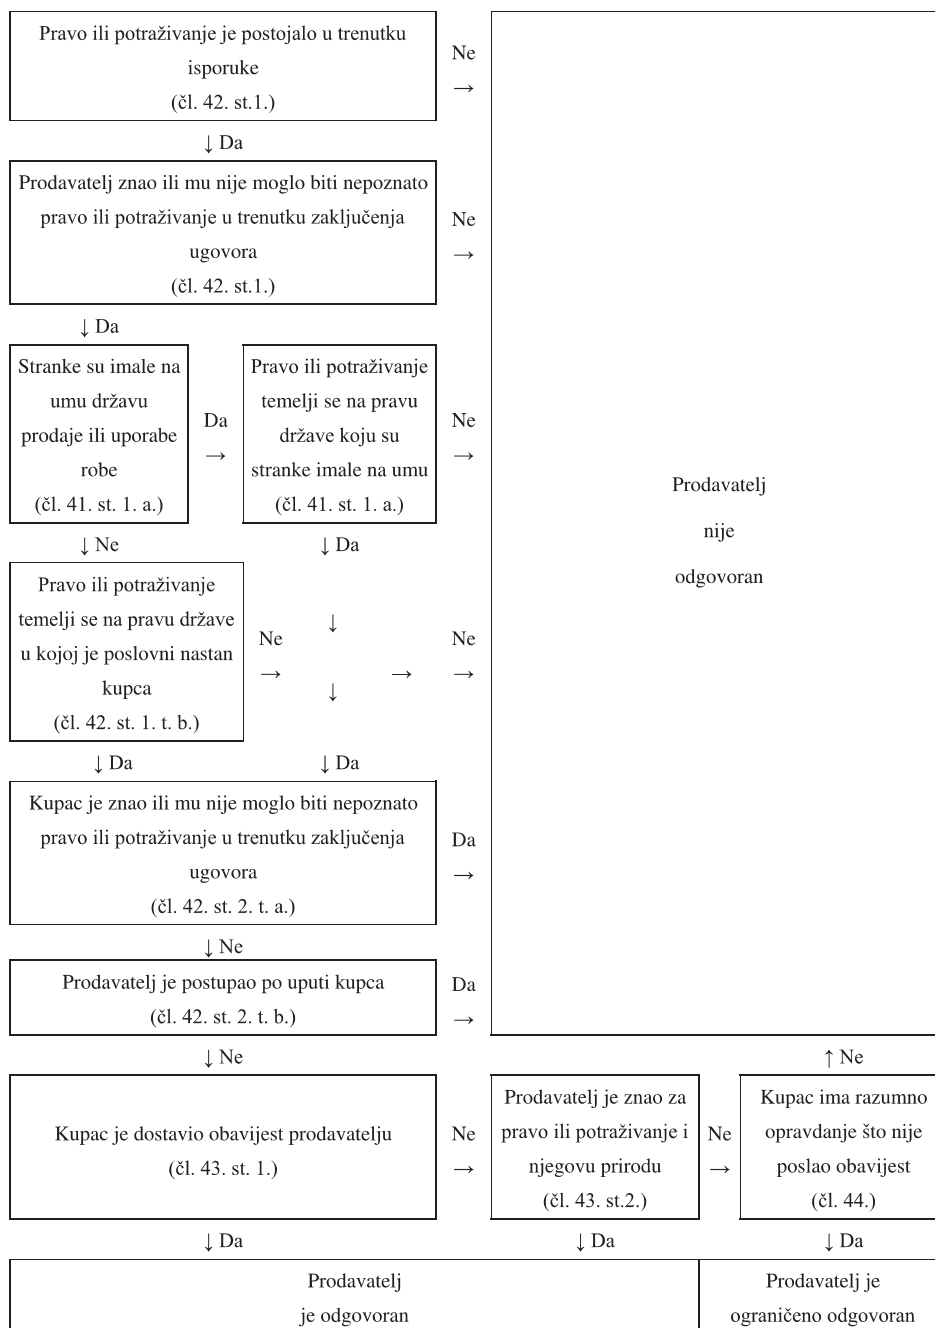 Pravo ili potraživanje je postojalo u trenutku
isporuke
(čl. 42. st.1.)
Ne
→
↓ Da
Prodavatelj znao ili mu nije moglo biti nepoznato
pravo ili potraživanje u trenutku zaključenja
ugovora
(čl. 42. st.1.)
Ne
→
↓ Da
Stranke su imale na
umu državu
prodaje ili uporabe
robe
(čl. 41. st. 1. a.)
Da
→
Pravo ili potraživanje
temelji se na pravu
države koju su
stranke imale na umu
(čl. 41. st. 1. a.)
Ne
→
Prodavatelj
nije
odgovoran
↓ Ne
↓ Da
Pravo ili potraživanje
temelji se na pravu države
u kojoj je poslovni nastan
kupca
(čl. 42. st. 1. t. b.)
Ne
→
↓
↓
→
Ne
→
↓ Da
↓ Da
Kupac je znao ili mu nije moglo biti nepoznato
pravo ili potraživanje u trenutku zaključenja
ugovora
(čl. 42. st. 2. t. a.)
Da
→
↓ Ne
Prodavatelj je postupao po uputi kupca
(čl. 42. st. 2. t. b.)
Da
→
↓ Ne
↑ Ne
Kupac je dostavio obavijest prodavatelju
(čl. 43. st. 1.)
Ne
→
Prodavatelj je znao za
pravo ili potraživanje i
njegovu prirodu
(čl. 43. st.2.)
Ne
→
Kupac ima razumno
opravdanje što nije
poslao obavijest
(čl. 44.)
↓ Da
↓ Da
↓ Da
Prodavatelj
je odgovoran
Prodavatelj je
ograničeno odgovoran